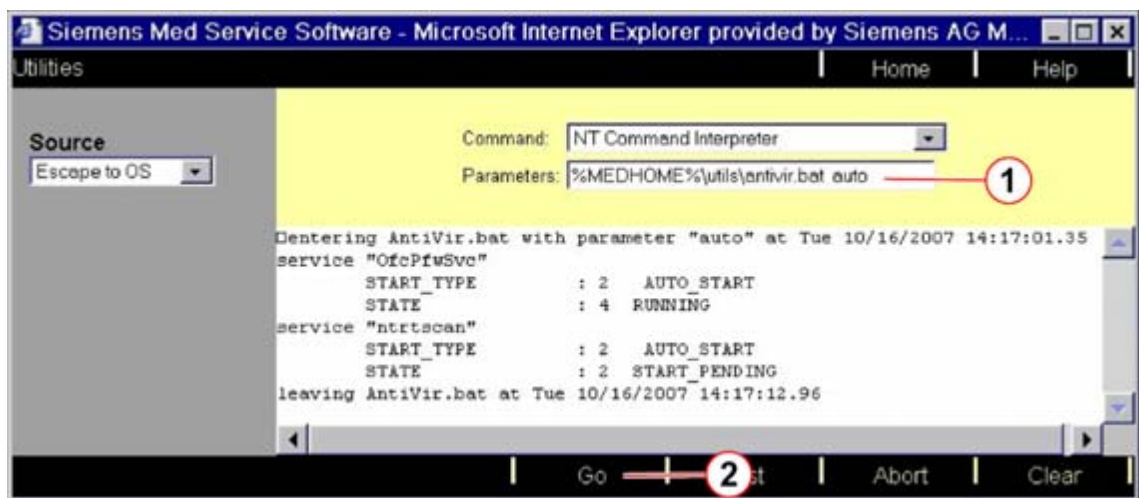 Siemens Med Service Software - Microsoft Internet Explorer provided by Siemens AG M...
Utilities Home Help
Source
Escape to OS
Command: NT Command Interpreter
Parameters: %MEDHOME%\utils\antivir.bat auto
1
entering AntiVir.bat with parameter "auto" at Tue 10/16/2007 14:17:01.35
service "OfcPfwSvc"
START_TYPE : 2 AUTO_START
STATE : 4 RUNNING
service "ntrtscan"
START_TYPE : 2 AUTO_START
STATE : 2 START_PENDING
leaving AntiVir.bat at Tue 10/16/2007 14:17:12.96
Go 2 Abort Clear